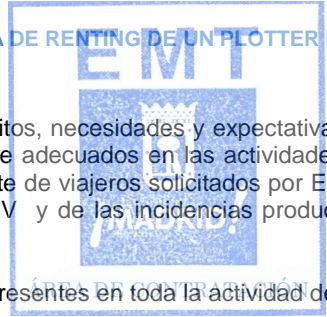 DE RENTING DE UN PLOTTER
EMT
itos, necesidades y expectativa
e adecuados en las actividade
te de viajeros solicitados por E
V y de las incidencias produc
¡MADRID!
ÁREA DE CONTRATACIÓN
resentes en toda la actividad de